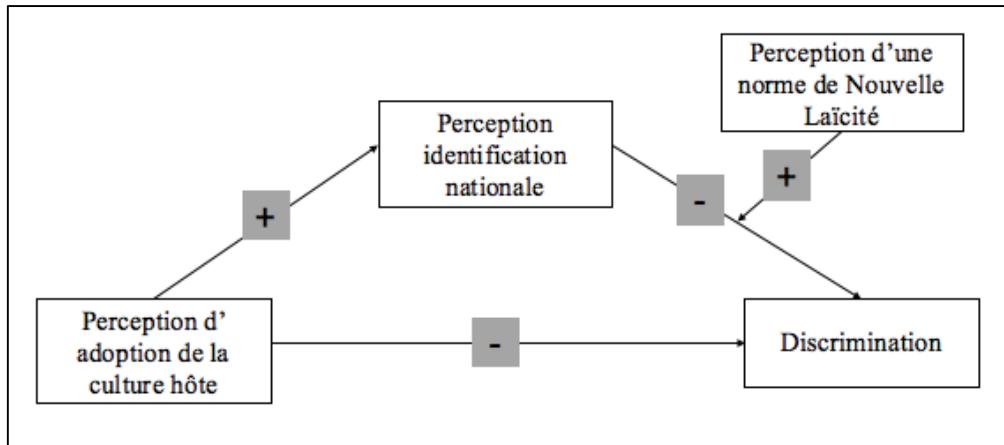 Perception d'une
norme de Nouvelle
Laïcité
Perception
identification
nationale
+
-
+
Perception d'
adoption de la
culture hôte
-
Discrimination